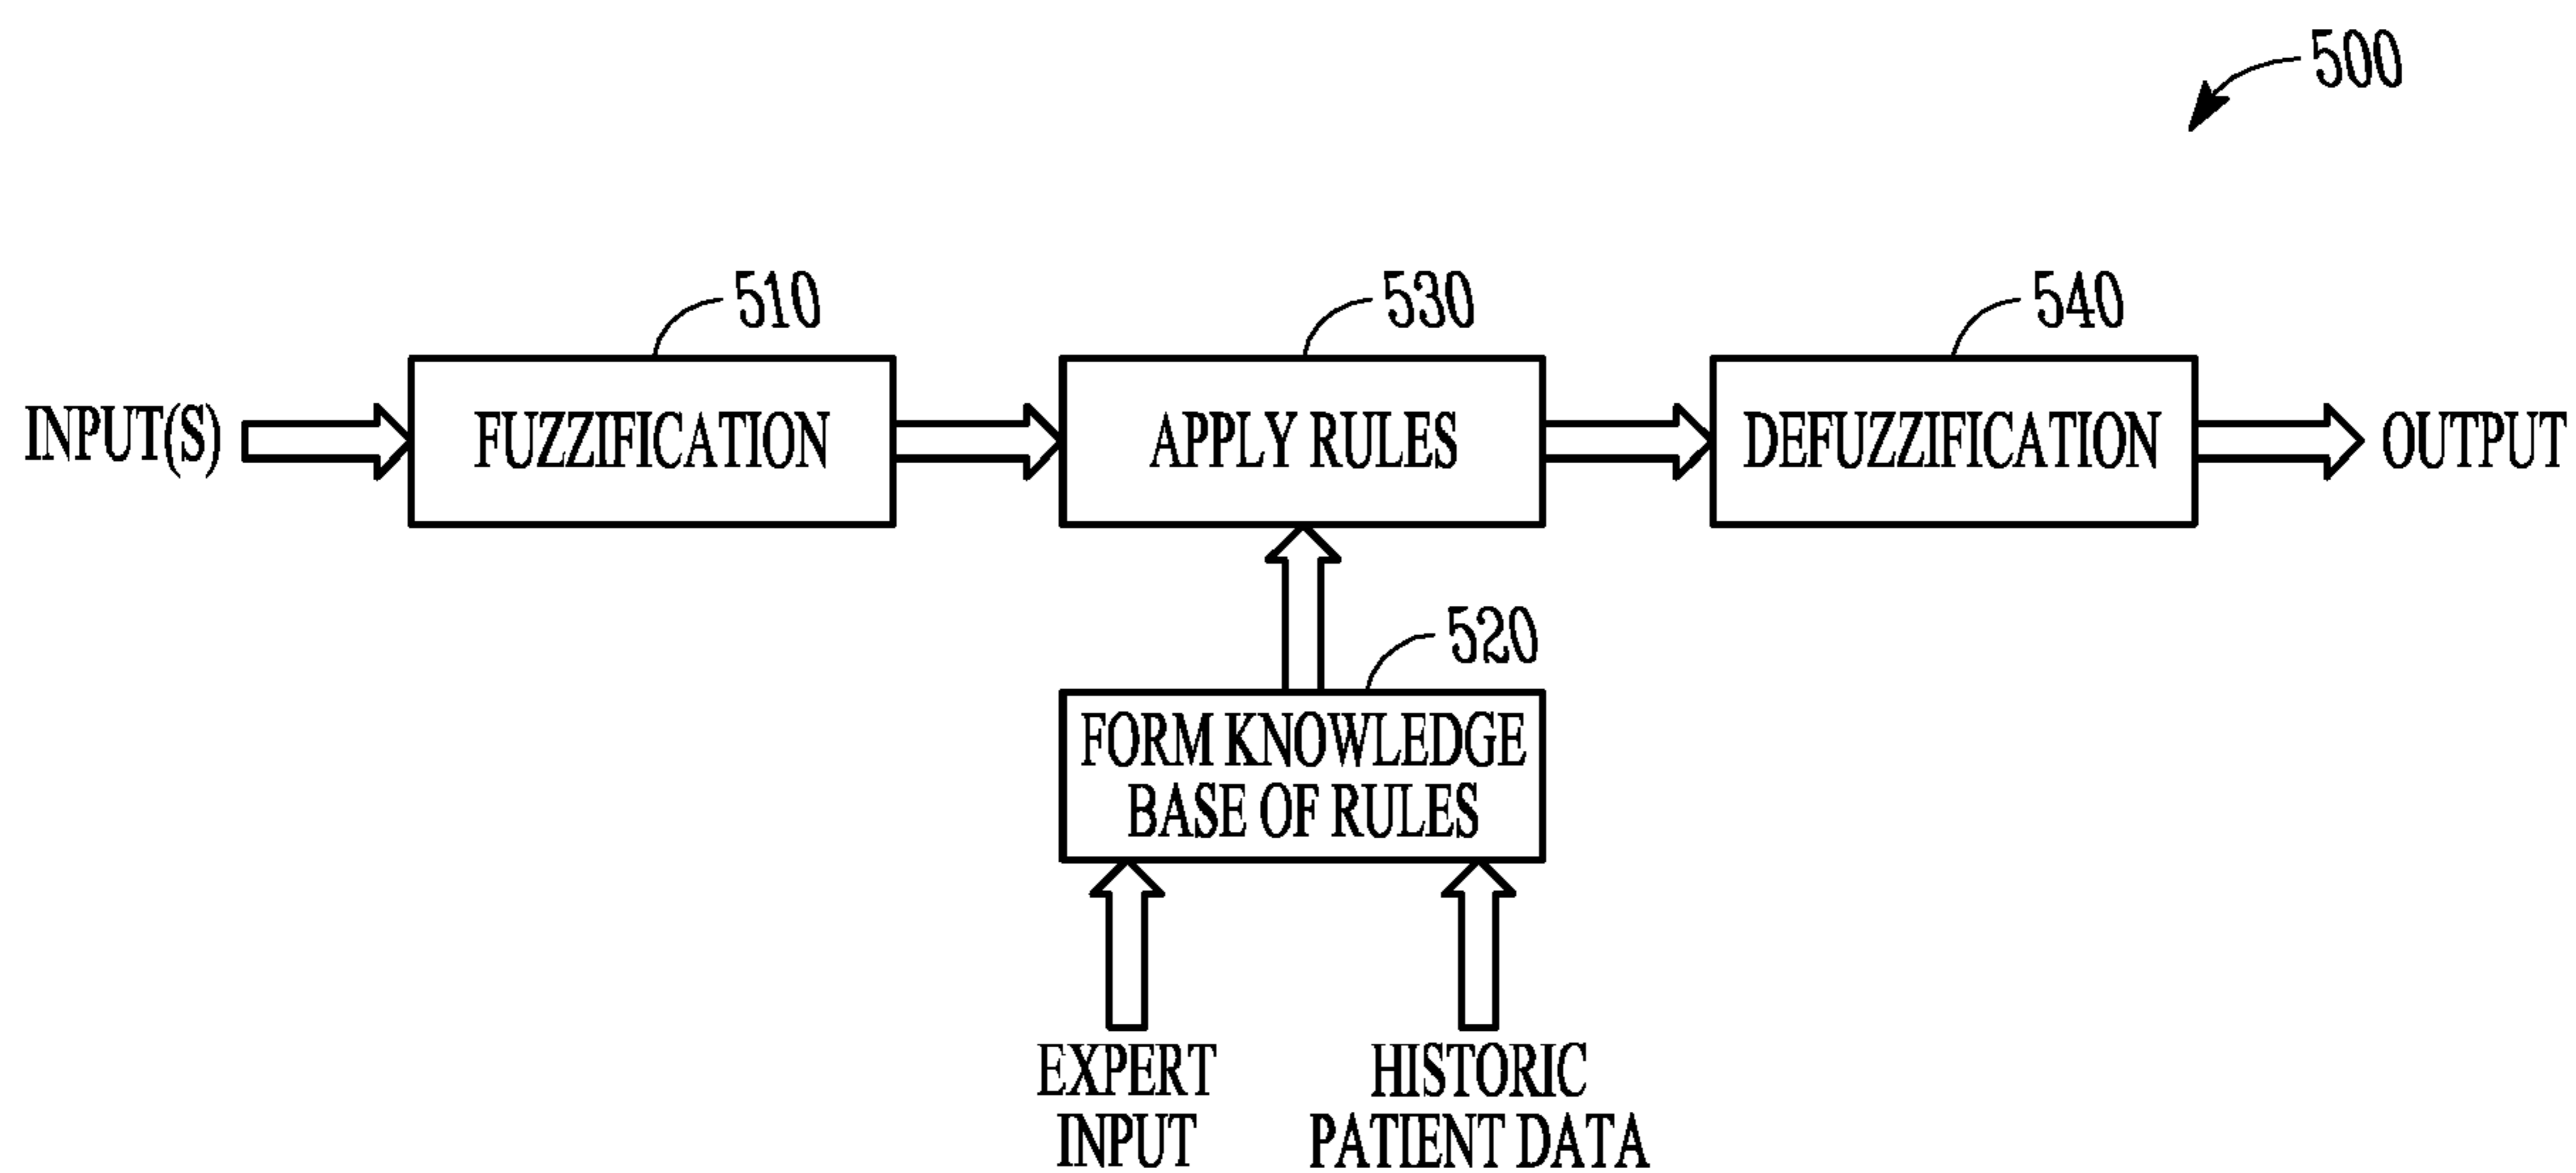 500
510
530
540
INPUT(S)
FUZZIFICATION
APPLY RULES
DEFUZZIFICATION
OUTPUT
520
FORM KNOWLEDGE
BASE OF RULES
EXPERT
INPUT
HISTORIC
PATIENT DATA